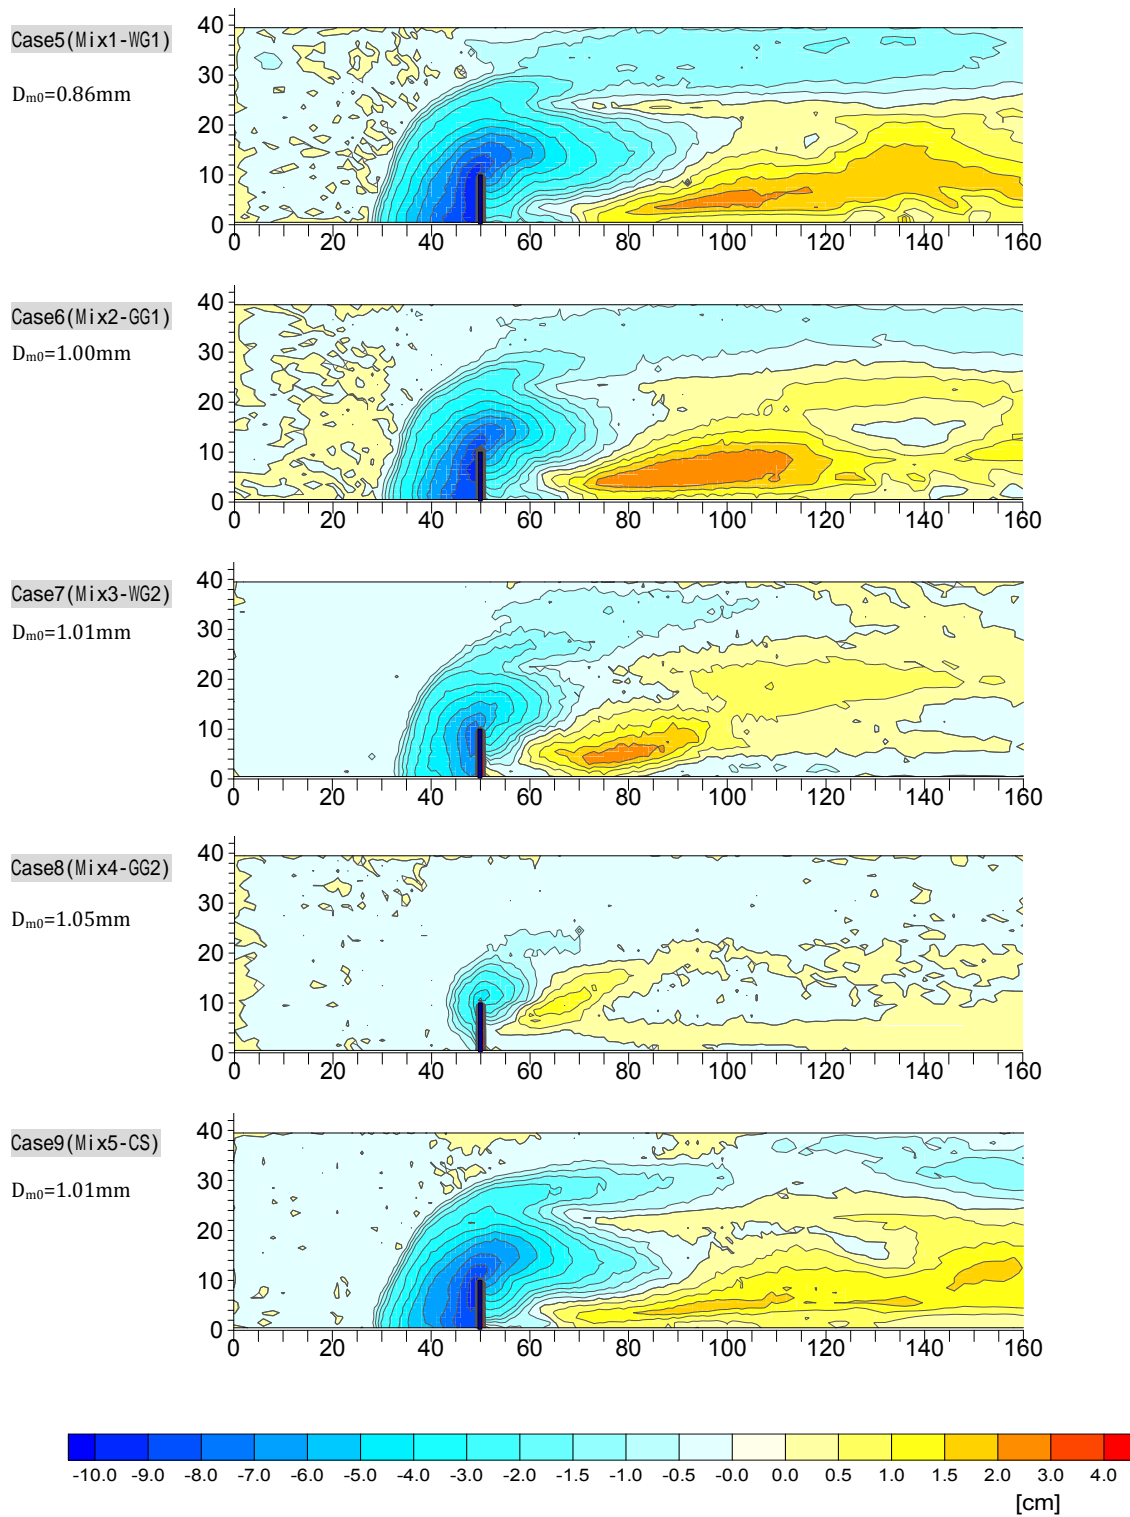 Case5(Mix1-WG1)
Dm0=0.86mm
40
30
20
10
0
0 20 40 60 80 100 120 140 160
Case6(Mix2-GG1)
Dm0=1.00mm
40
30
20
10
0
0 20 40 60 80 100 120 140 160
Case7(Mix3-WG2)
Dm0=1.01mm
40
30
20
10
0
0 20 40 60 80 100 120 140 160
Case8(Mix4-GG2)
Dm0=1.05mm
40
30
20
10
0
0 20 40 60 80 100 120 140 160
Case9(Mix5-CS)
Dm0=1.01mm
40
30
20
10
0
0 20 40 60 80 100 120 140 160
-10.0 -9.0 -8.0 -7.0 -6.0 -5.0 -4.0 -3.0 -2.0 -1.5 -1.0 -0.5 -0.0 0.0 0.5 1.0 1.5 2.0 3.0 4.0
[cm]